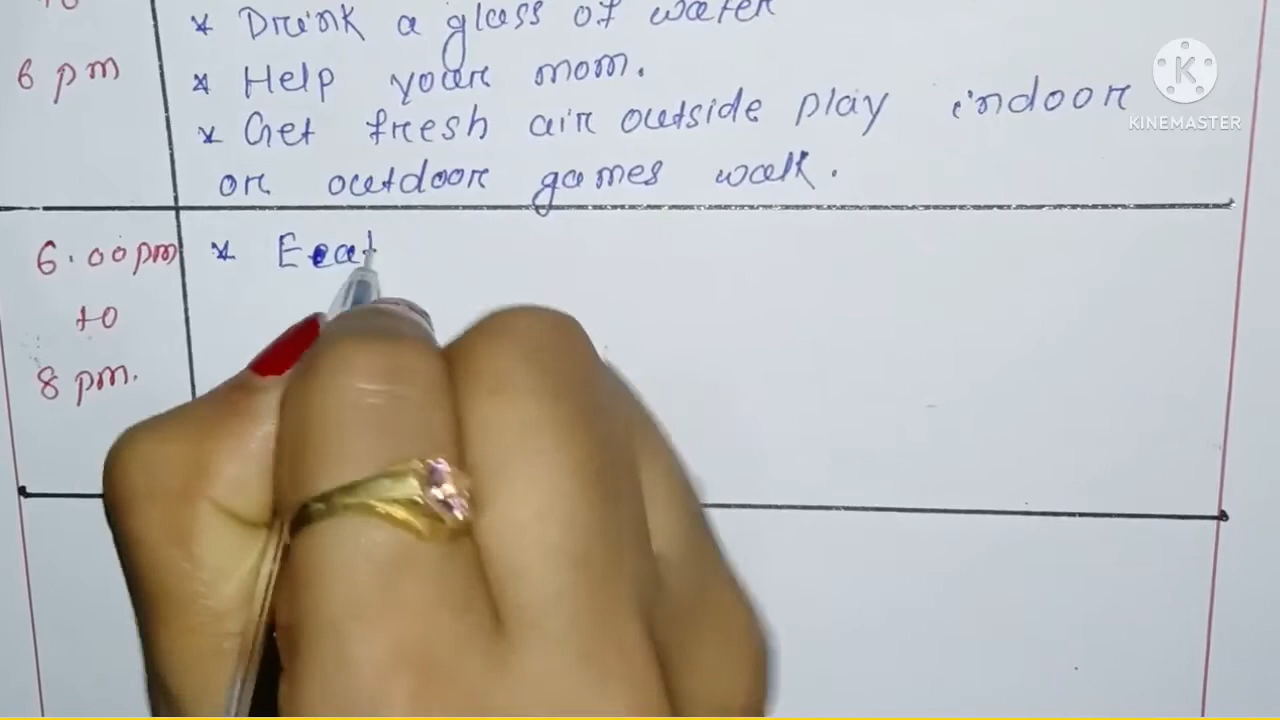 * Drink a glass of water
6 pm
* Help your mom.
* Get fresh air outside play indoor
or outdoor games walk.
6.00pm
to
8 pm.
* Eat
KINEMASTER